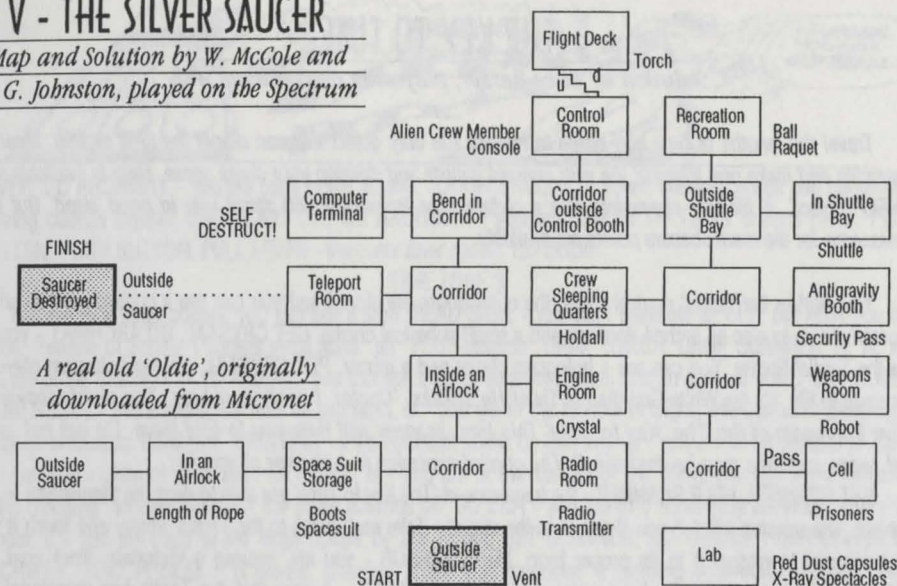 V - THE SILVER SAUCER
Map and Solution by W. McCole and
G. Johnston, played on the Spectrum
Flight Deck
Torch
u d
Alien Crew Member
Console
Control
Room
Recreation
Room
Ball
Raquet
SELF
DESTRUCT!
Computer
Terminal
Bend in
Corridor
Corridor
outside
Control Booth
Outside
Shuttle
Bay
In Shuttle
Bay
Shuttle
FINISH
Saucer
Destroyed
Outside
Saucer
Teleport
Room
Corridor
Crew
Sleeping
Quarters
Holdall
Corridor
Antigravity
Booth
Security Pass
A real old 'Oldie', originally
downloaded from Micronet
Inside an
Airlock
Engine
Room
Crystal
Corridor
Weapons
Room
Robot
Outside
Saucer
In an
Airlock
Length of Rope
Space Suit
Storage
Boots
Spacesuit
Corridor
Radio
Room
Radio
Transmitter
Corridor
Pass
Cell
Prisoners
START
Outside
Saucer
Vent
Lab
Red Dust Capsules
X-Ray Spectacles